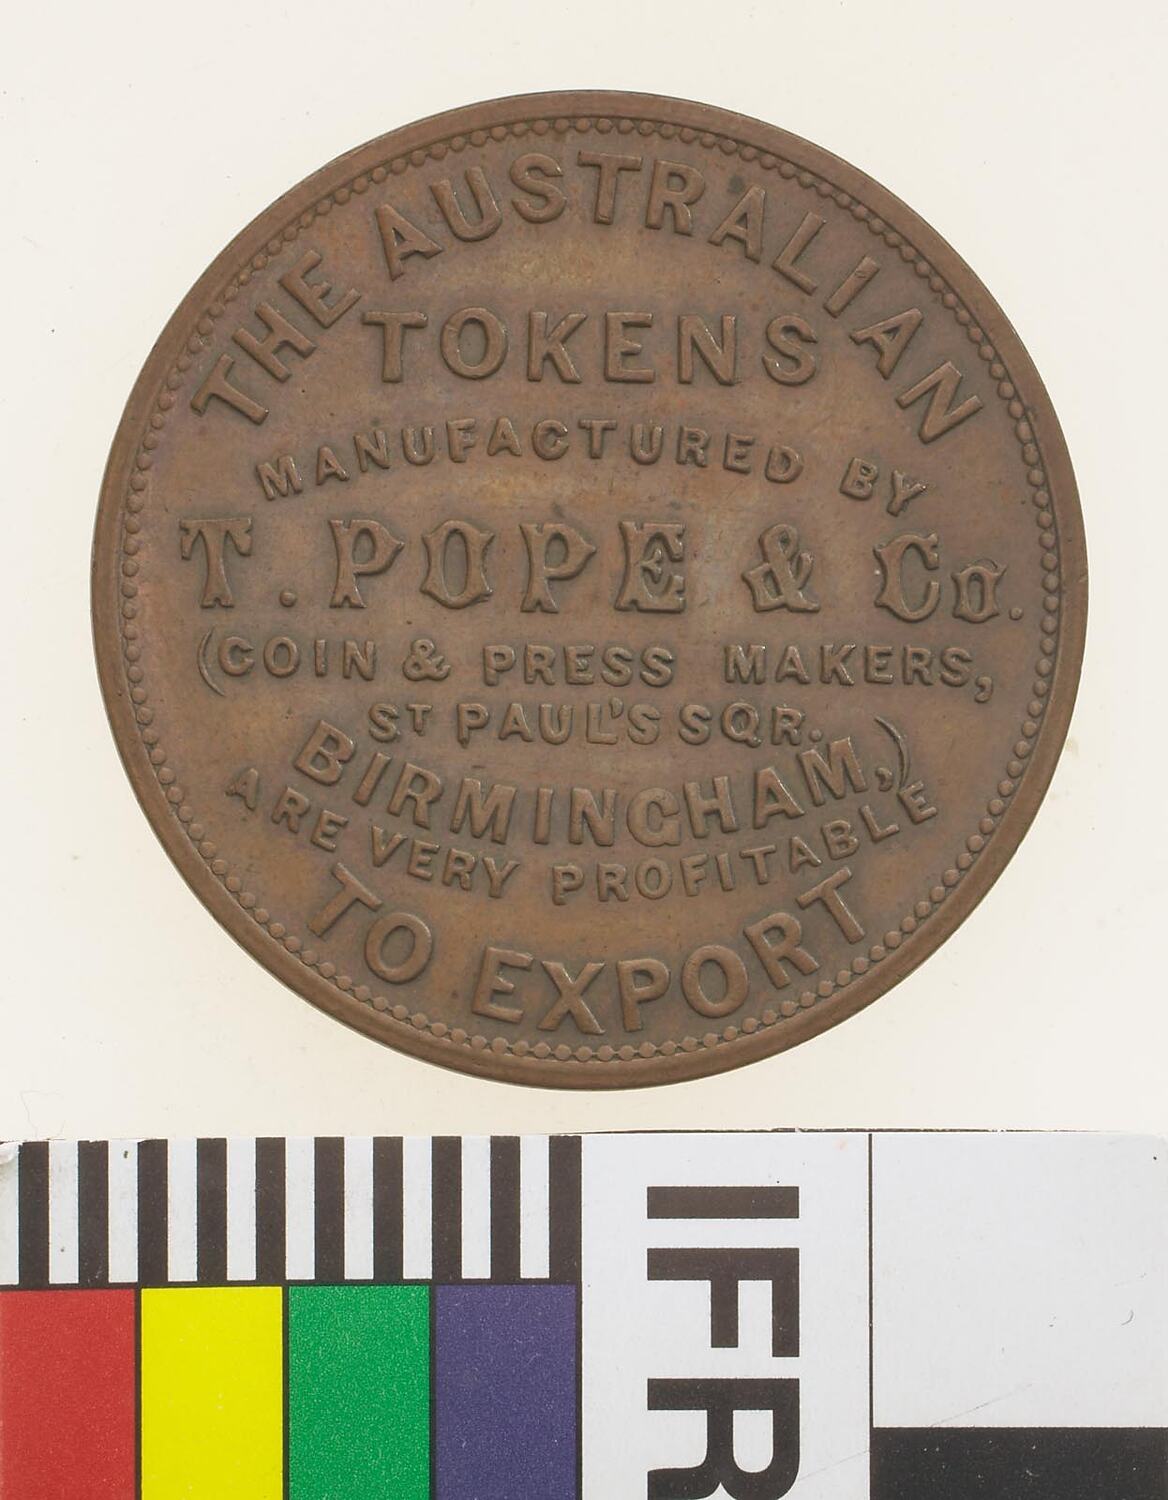 THE AUSTRALIAN
TOKENS
MANUFACTURED BY
T. POPE & Co.
(COIN & PRESS MAKERS,
ST PAUL'S SQR.
BIRMINGHAM,)
ARE VERY PROFITABLE
TO EXPORT
IFR